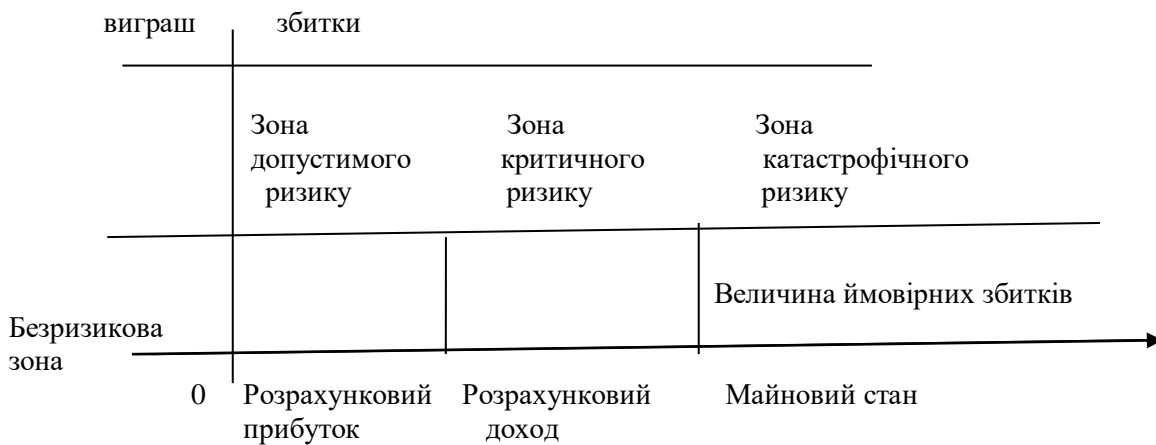 виграш збитки
Зона Зона Зона
допустимого критичного катастрофічного
ризику ризику ризику
Величина ймовірних збитків
Безризикова
зона
0 Розрахунковий Розрахунковий Майновий стан
прибуток доход